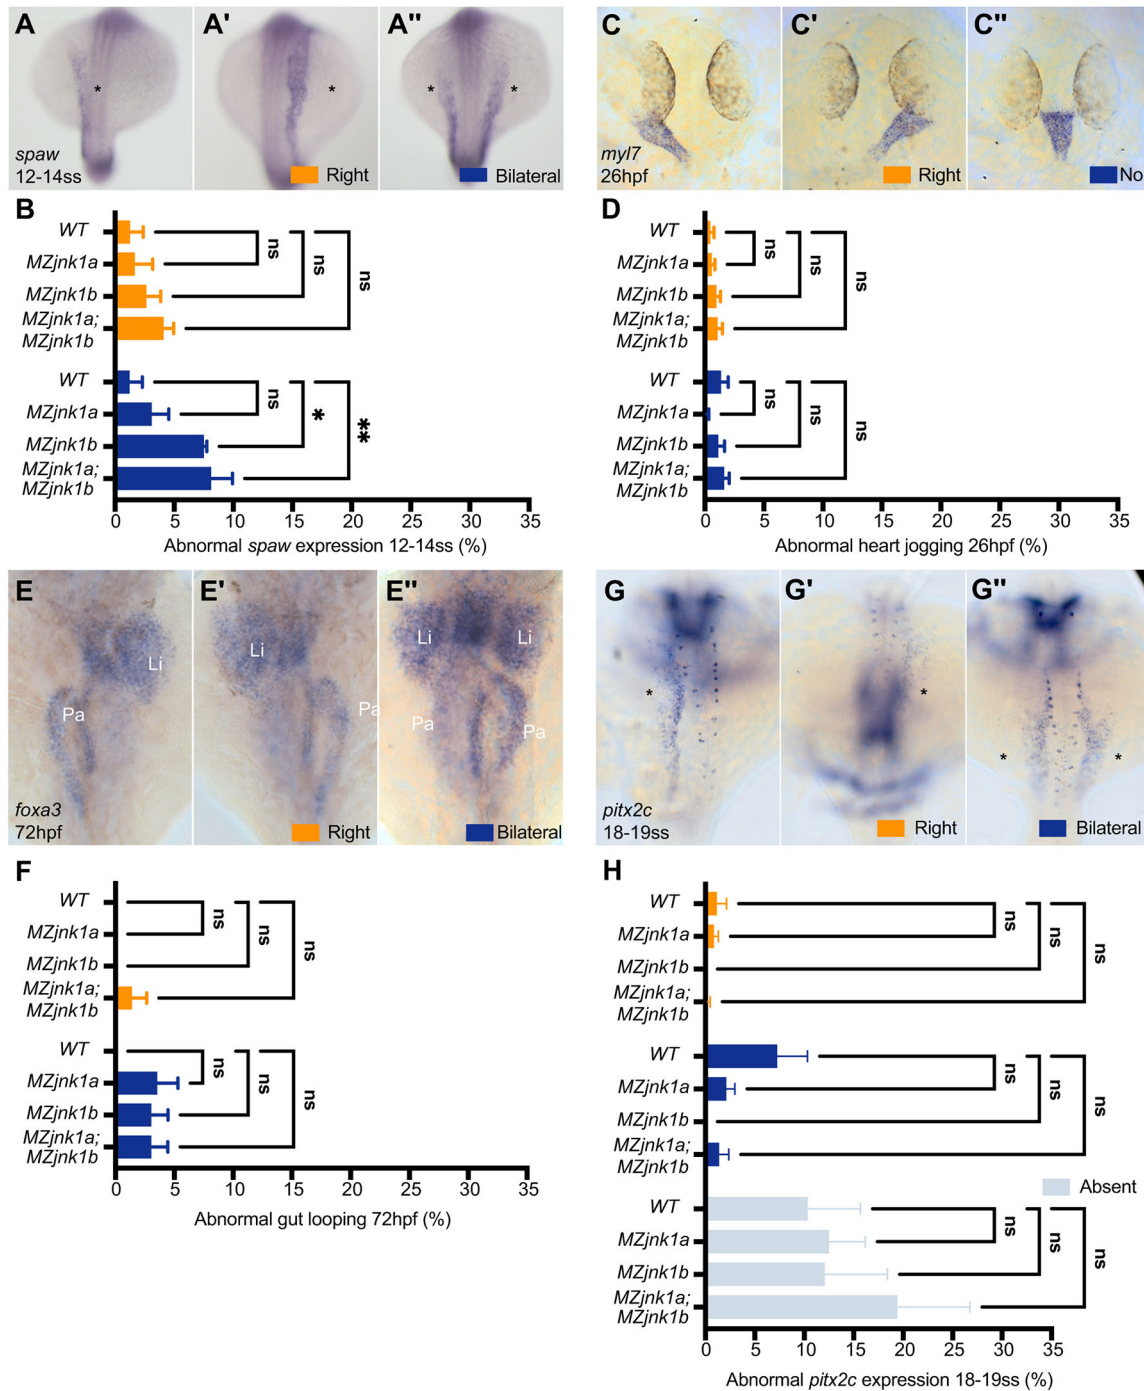 A
A'
A"
*
*
*
*
spaw
12-14ss
Right
Bilateral
C
C'
C"
myl7
26hpf
Right
No
B
WT
MZjnk1a
MZjnk1b
MZjnk1a;
MZjnk1b
ns
ns
ns
WT
MZjnk1a
MZjnk1b
MZjnk1a;
MZjnk1b
ns
*
**
0 5 10 15 20 25 30 35
Abnormal spaw expression 12-14ss (%)
D
WT
MZjnk1a
MZjnk1b
MZjnk1a;
MZjnk1b
ns
ns
ns
WT
MZjnk1a
MZjnk1b
MZjnk1a;
MZjnk1b
ns
ns
ns
0 5 10 15 20 25 30 35
Abnormal heart jogging 26hpf (%)
E
E'
E"
Li
Pa
Li
Pa
Li
Li
Pa
Pa
foxa3
72hpf
Right
Bilateral
G
G'
G"
*
*
*
*
pitx2c
18-19ss
Right
Bilateral
F
WT
MZjnk1a
MZjnk1b
MZjnk1a;
MZjnk1b
ns
ns
ns
WT
MZjnk1a
MZjnk1b
MZjnk1a;
MZjnk1b
ns
ns
ns
0 5 10 15 20 25 30 35
Abnormal gut looping 72hpf (%)
H
WT
MZjnk1a
MZjnk1b
MZjnk1a;
MZjnk1b
ns
ns
ns
WT
MZjnk1a
MZjnk1b
MZjnk1a;
MZjnk1b
ns
ns
ns
Absent
WT
MZjnk1a
MZjnk1b
MZjnk1a;
MZjnk1b
ns
ns
ns
0 5 10 15 20 25 30 35
Abnormal pitx2c expression 18-19ss (%)